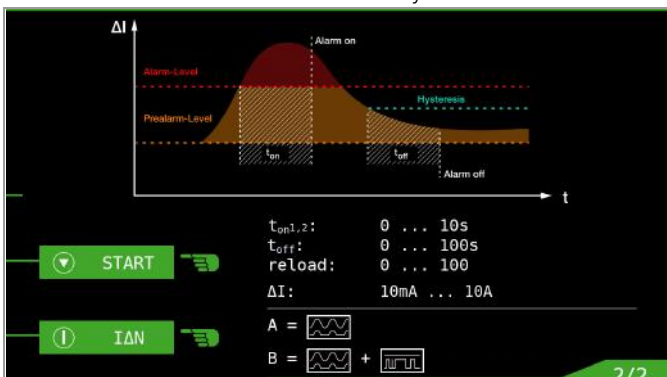 ΔI
Alarm on
Alarm-Level
Hysteresis
Prealarm-Level
ton
toff
Alarm off
t
ton1,2: 0 ... 10s
toff: 0 ... 100s
reload: 0 ... 100
ΔI: 10mA ... 10A
START
A =
IΔN
B = +
2/2